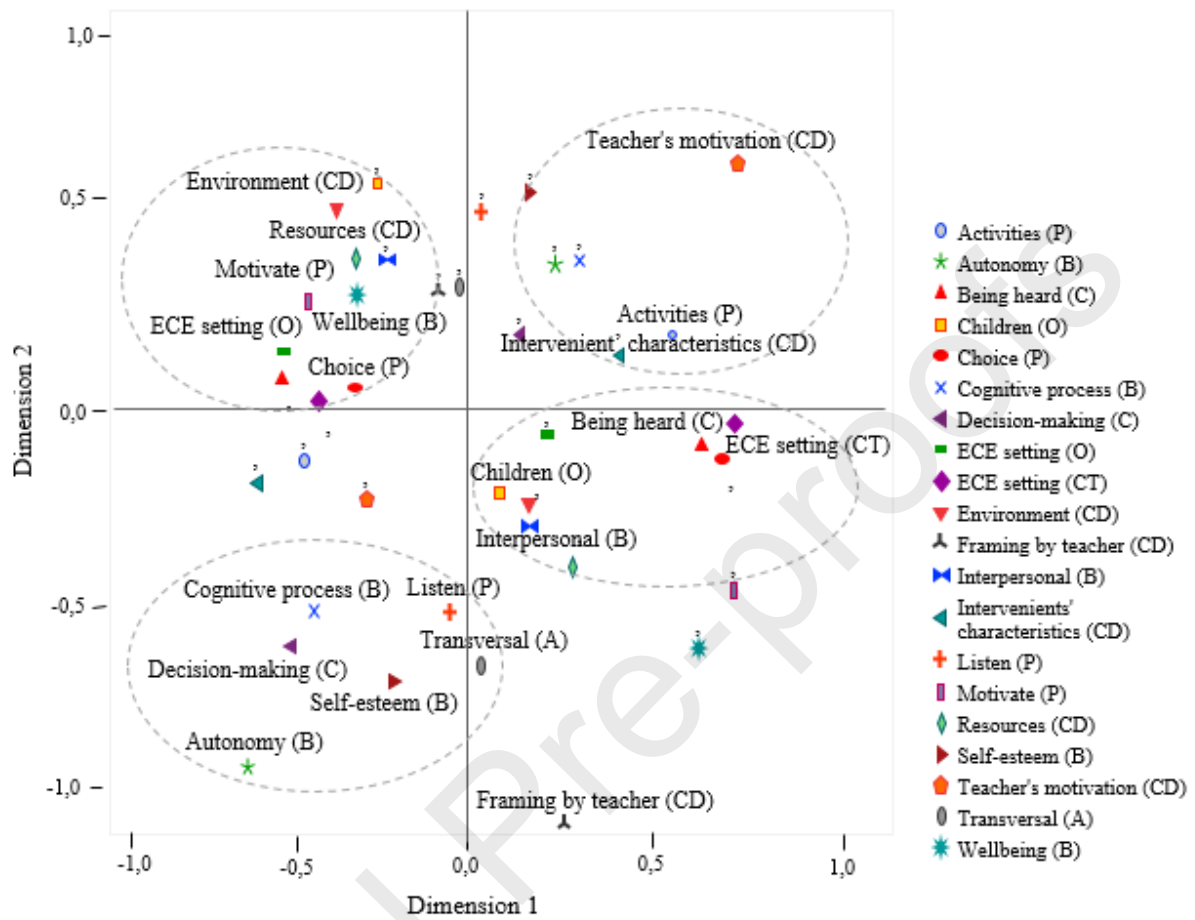 1,0
0,5
0,0
-0,5
-1,0
Dimension 2
Teacher's motivation (CD)
?
?
Environment (CD)
?
Resources (CD)
?
?
?
?
Motivate (P)
Activities (P)
ECE setting (O)
Wellbeing (B)
?
?
Intervenient' characteristics (CD)
Choice (P)
?
?
Being heard (C)
ECE setting (CT)
?
?
Children (O)
?
?
Interpersonal (B)
?
Cognitive process (B)
Listen (P)
Transversal (A)
?
Decision-making (C)
Self-esteem (B)
Autonomy (B)
Framing by teacher (CD)
-1,0
-0,5
0,0
0,5
1,0
Dimension 1
Activities (P)
Autonomy (B)
Being heard (C)
Children (O)
Choice (P)
Cognitive process (B)
Decision-making (C)
ECE setting (O)
ECE setting (CT)
Environment (CD)
Framing by teacher (CD)
Interpersonal (B)
Intervenients'
characteristics (CD)
Listen (P)
Motivate (P)
Resources (CD)
Self-esteem (B)
Teacher's motivation (CD)
Transversal (A)
Wellbeing (B)
Pre-proofs